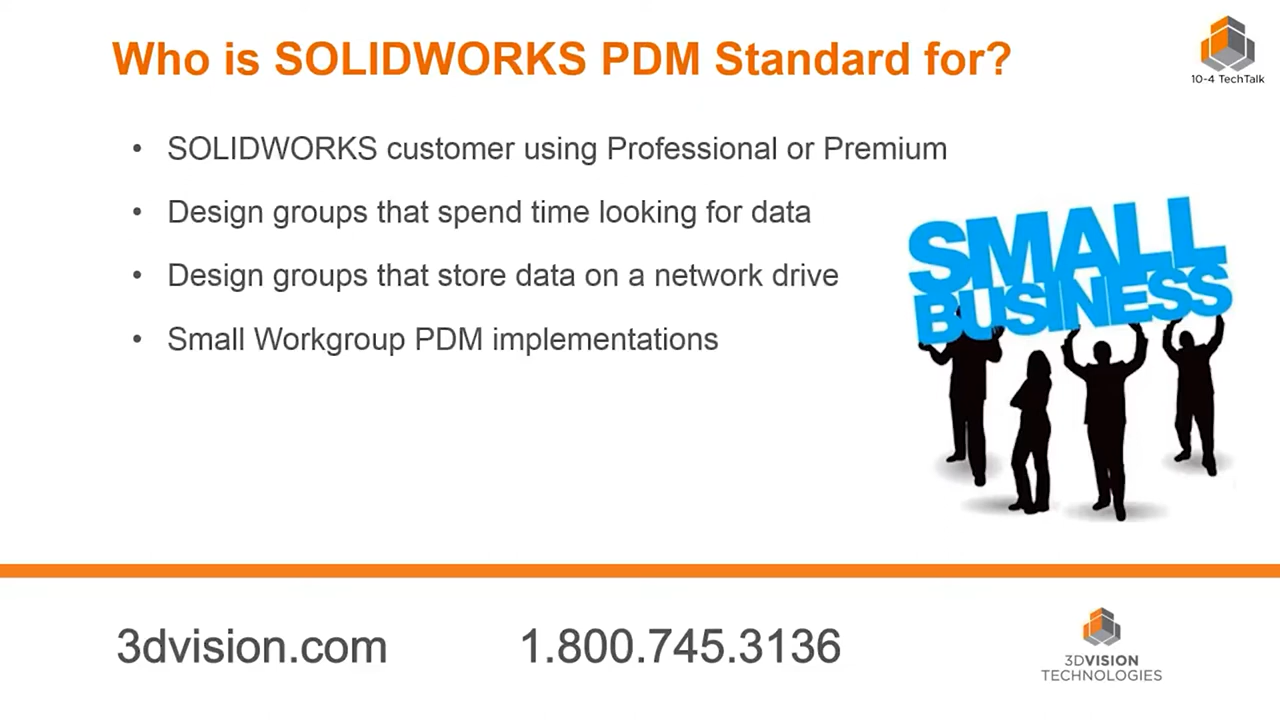 Who is SOLIDWORKS PDM Standard for?
10-4 TechTalk
• SOLIDWORKS customer using Professional or Premium
• Design groups that spend time looking for data
• Design groups that store data on a network drive
• Small Workgroup PDM implementations
SMALL
BUSINESS
3dvision.com
1.800.745.3136
3DVISION
TECHNOLOGIES